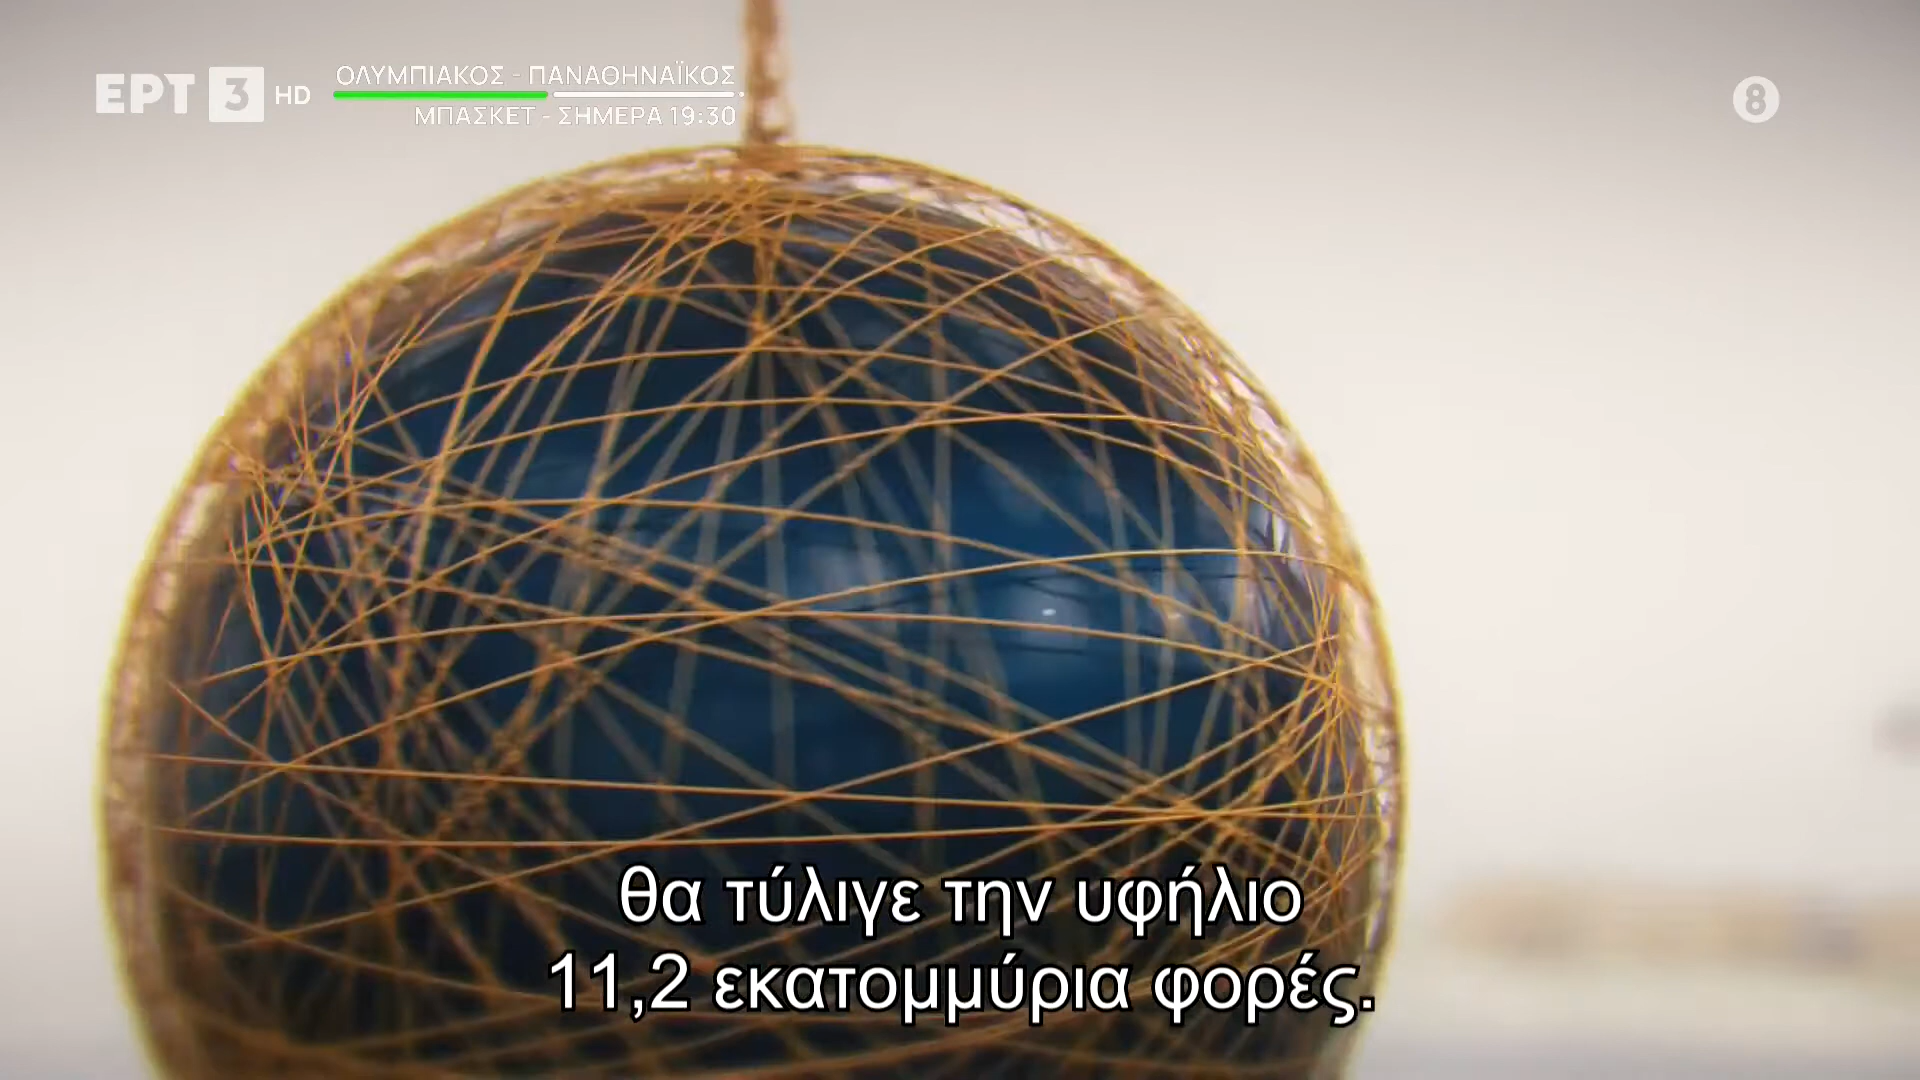 ΕΡΤ 3 HD
ΟΛΥΜΠΙΑΚΟΣ - ΠΑΝΑΘΗΝΑΪΚΟΣ
ΜΠΑΣΚΕΤ - ΣΗΜΕΡΑ 19:30
8
θα τύλιγε την υφήλιο
11,2 εκατομμύρια φορές.